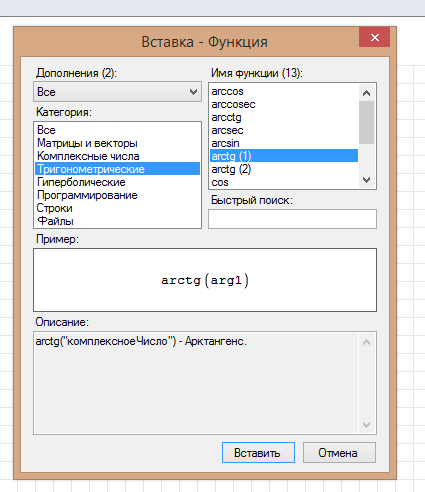 Вставка - Функция
Дополнения (2):
Все
Категория:
Все
Матрицы и векторы
Комплексные числа
Тригонометрические
Гиперболические
Программирование
Строки
Файлы
Имя функции (13):
arccos
arccosec
arcctg
arcsec
arcsin
arctg (1)
arctg (2)
cos
Быстрый поиск:
Пример:
arctg(arg1)
Описание:
arctg("комплексноеЧисло") - Арктангенс.
Вставить
Отмена